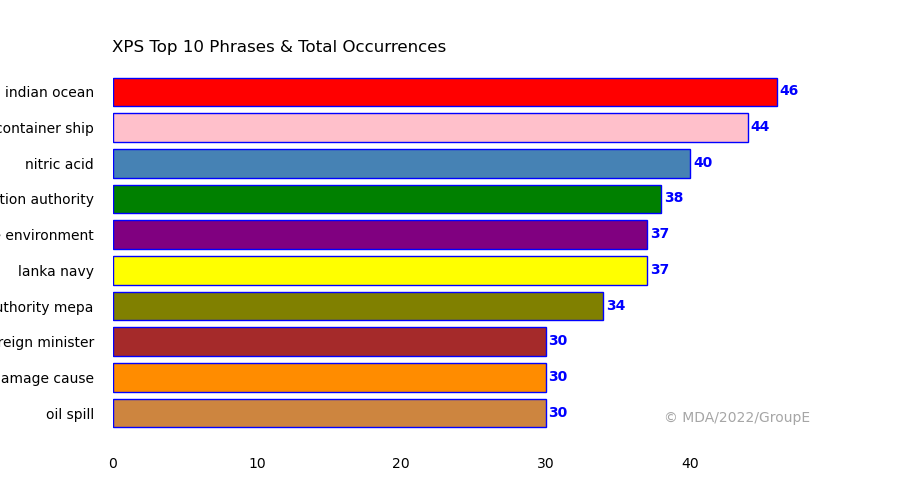 XPS Top 10 Phrases & Total Occurrences
indian ocean 46
container ship 44
nitric acid 40
tion authority 38
environment 37
lanka navy 37
uthority mepa 34
reign minister 30
amage cause 30
oil spill 30
© MDA/2022/GroupE
0 10 20 30 40